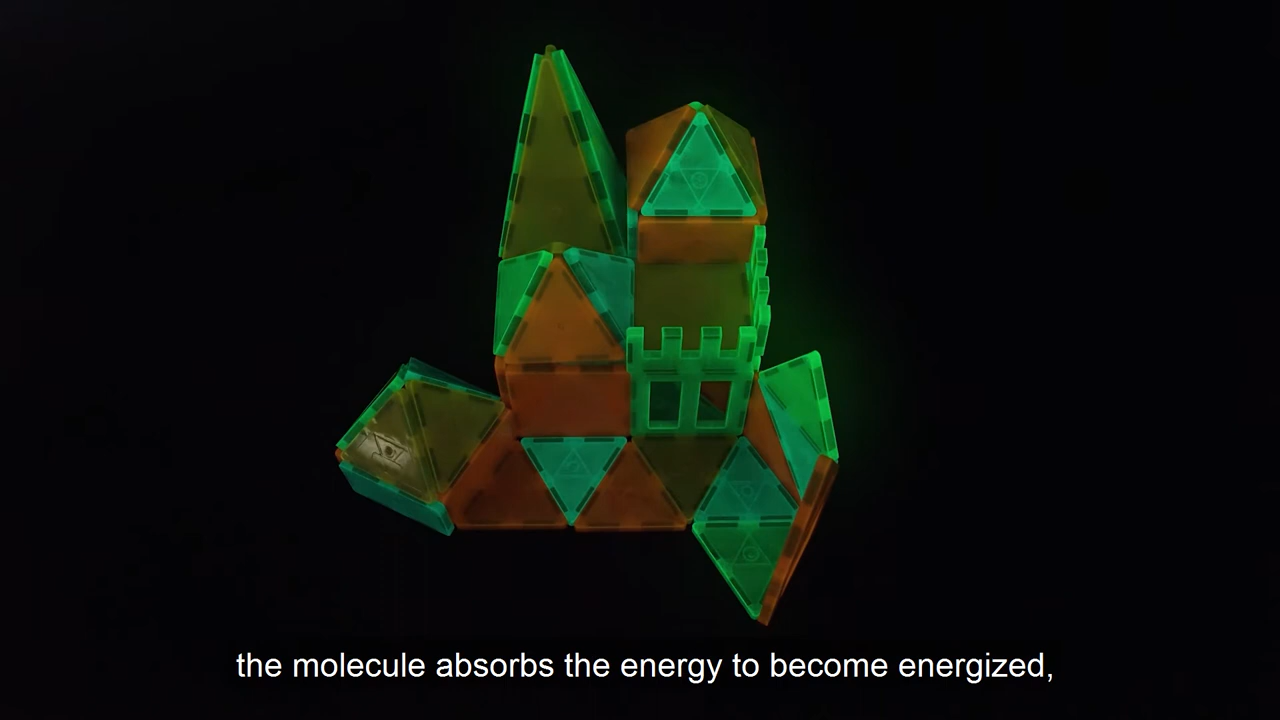 the molecule absorbs the energy to become energized,